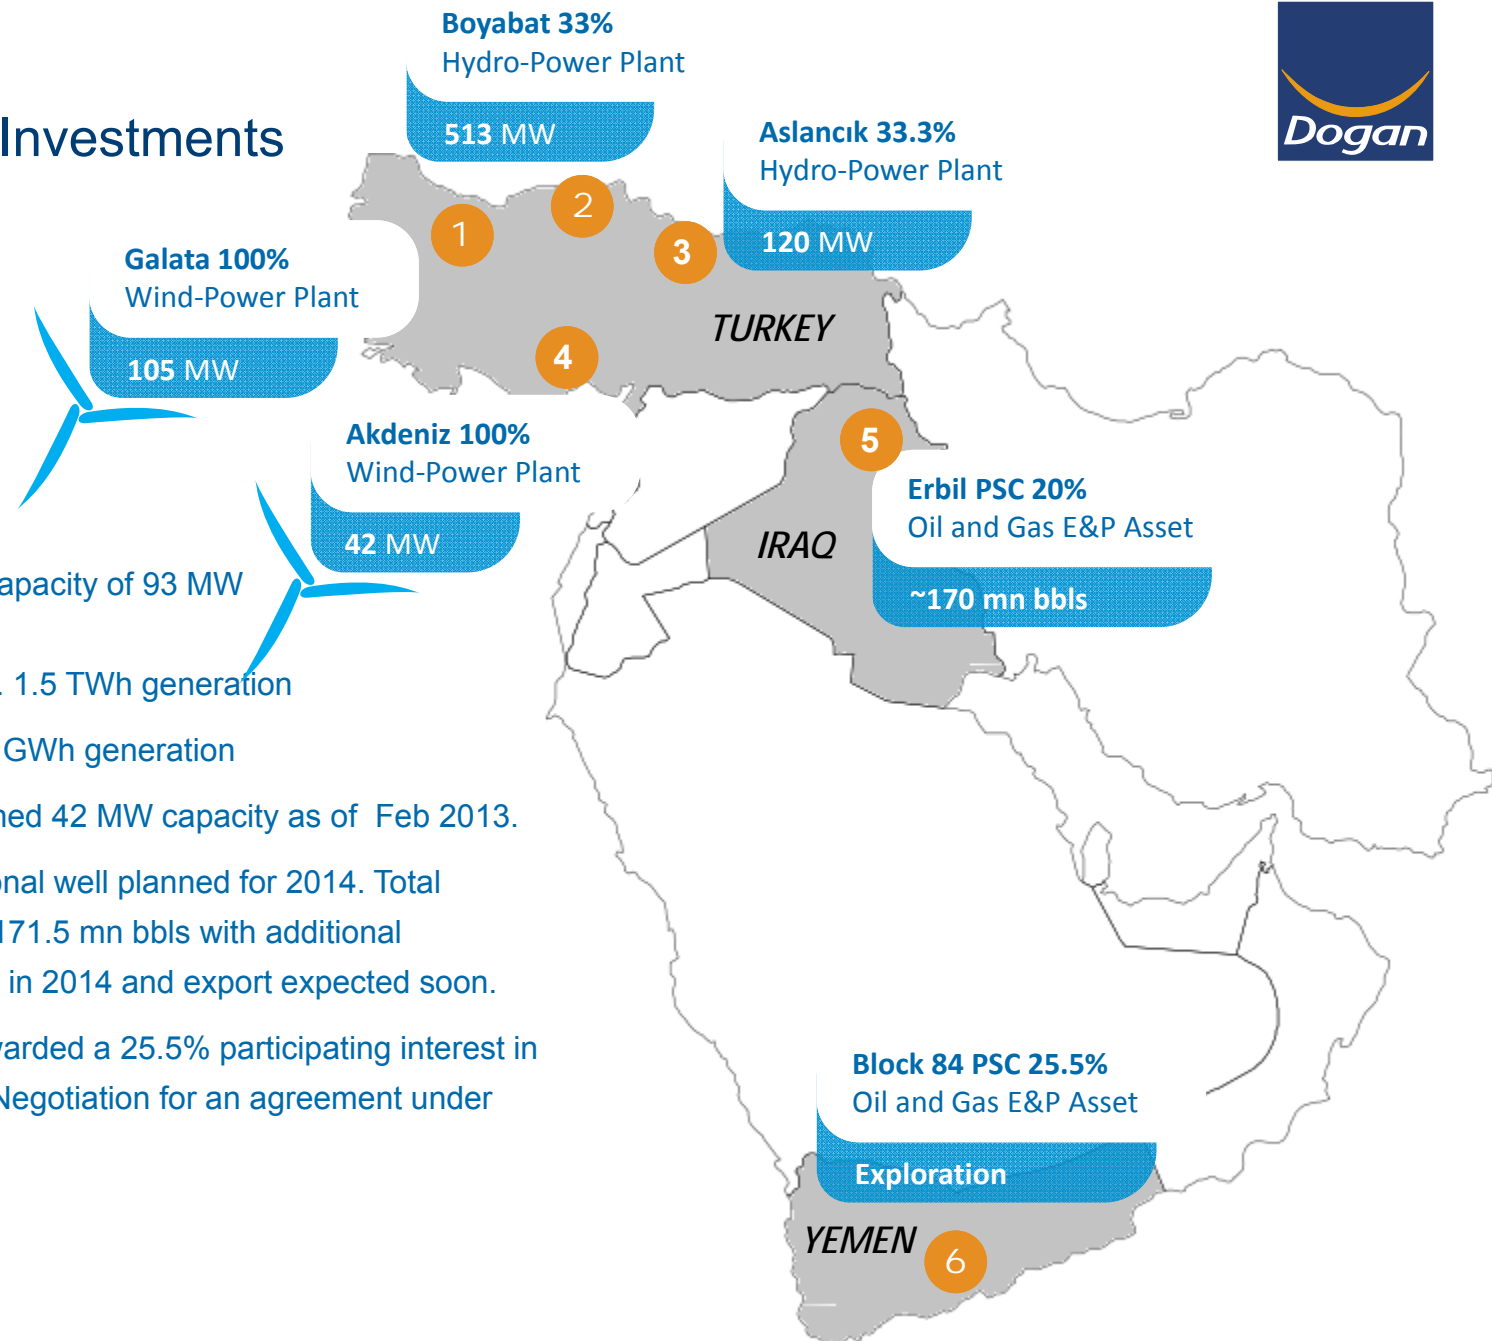 Investments
Dogan
Boyabat 33%
Hydro-Power Plant
513 MW
Aslancık 33.3%
Hydro-Power Plant
120 MW
Galata 100%
Wind-Power Plant
105 MW
Akdeniz 100%
Wind-Power Plant
42 MW
1
2
3
4
TURKEY
5
IRAQ
Erbil PSC 20%
Oil and Gas E&P Asset
~170 mn bbls
apacity of 93 MW
. 1.5 TWh generation
GWh generation
ned 42 MW capacity as of Feb 2013.
onal well planned for 2014. Total
171.5 mn bbls with additional
in 2014 and export expected soon.
warded a 25.5% participating interest in
Negotiation for an agreement under
Block 84 PSC 25.5%
Oil and Gas E&P Asset
Exploration
YEMEN
6